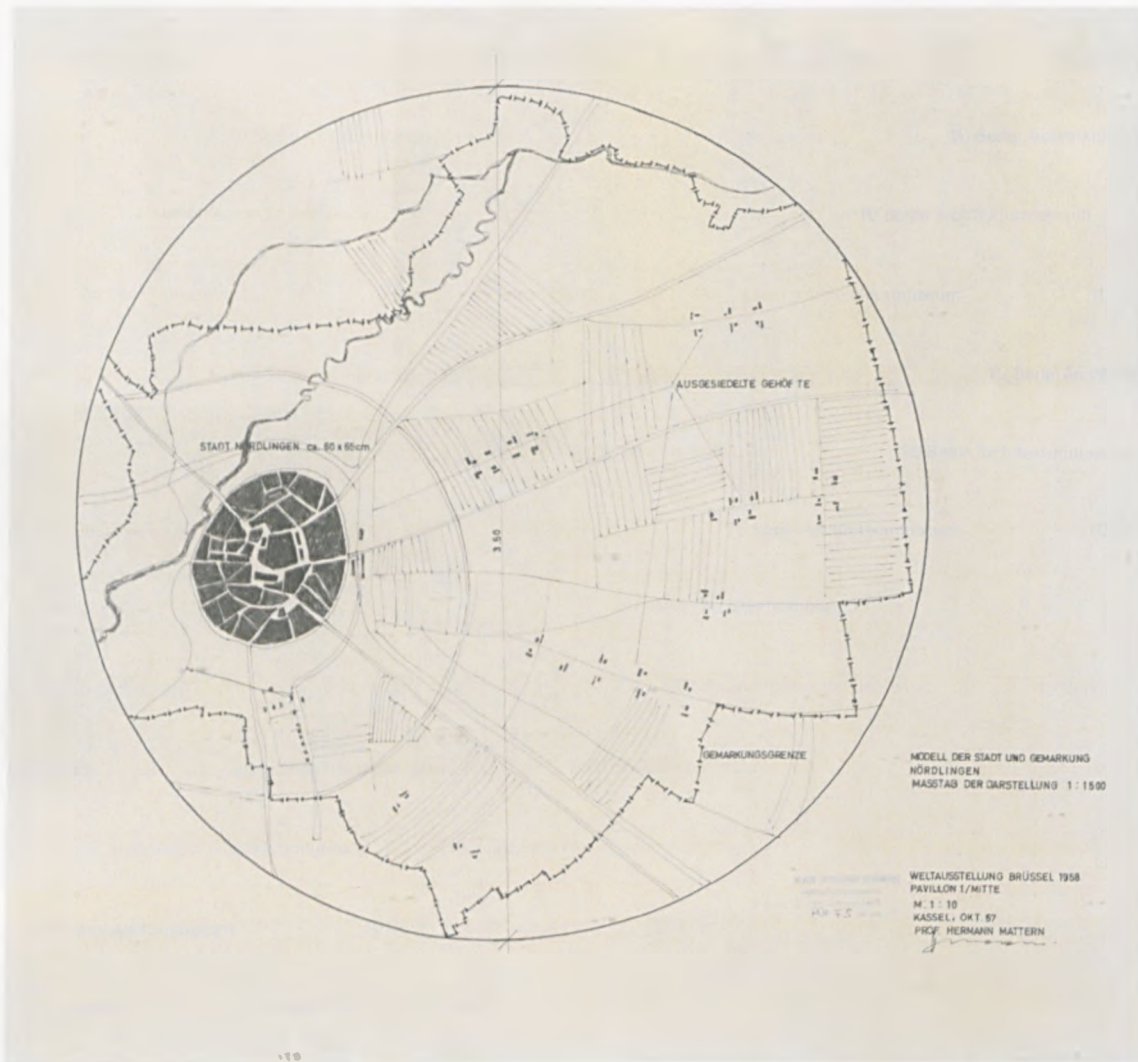 STADT NÖRDLINGEN ca. 60 x 65cm
AUSGESIEDELTE GEHÖFTE
3,50
GEMARKUNGSGRENZE
MODELL DER STADT UND GEMARKUNG
NÖRDLINGEN
MASSTAB DER DARSTELLUNG 1:1500
WELTAUSSTELLUNG BRÜSSEL 1958
PAVILLON 1/MITTE
M. 1:10
KASSEL, OKT. 57
PROF. HERMANN MATTERN